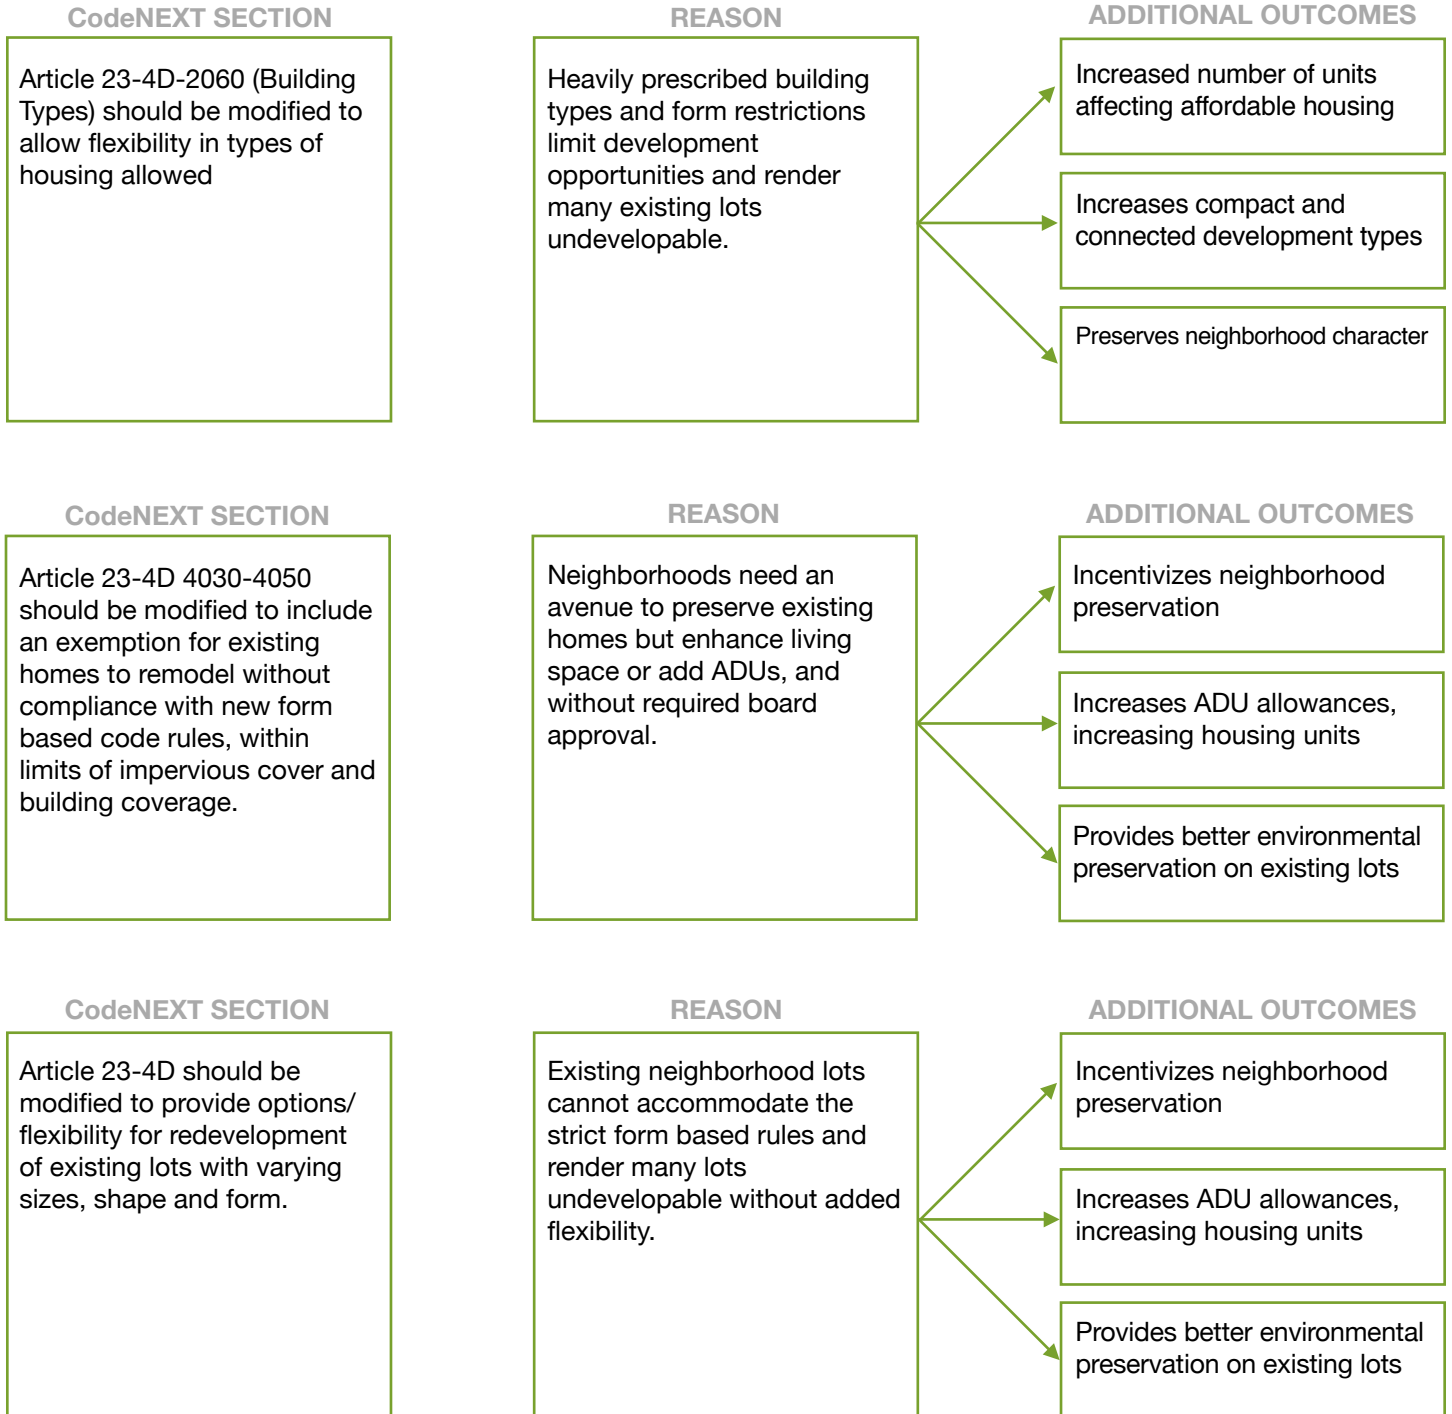 CodeNEXT SECTION
Article 23-4D-2060 (Building
Types) should be modified to
allow flexibility in types of
housing allowed
REASON
Heavily prescribed building
types and form restrictions
limit development
opportunities and render
many existing lots
undevelopable.
ADDITIONAL OUTCOMES
Increased number of units
affecting affordable housing
Increases compact and
connected development types
Preserves neighborhood character
CodeNEXT SECTION
Article 23-4D 4030-4050
should be modified to include
an exemption for existing
homes to remodel without
compliance with new form
based code rules, within
limits of impervious cover and
building coverage.
REASON
Neighborhoods need an
avenue to preserve existing
homes but enhance living
space or add ADUs, and
without required board
approval.
ADDITIONAL OUTCOMES
Incentivizes neighborhood
preservation
Increases ADU allowances,
increasing housing units
Provides better environmental
preservation on existing lots
CodeNEXT SECTION
Article 23-4D should be
modified to provide options/
flexibility for redevelopment
of existing lots with varying
sizes, shape and form.
REASON
Existing neighborhood lots
cannot accommodate the
strict form based rules and
render many lots
undevelopable without added
flexibility.
ADDITIONAL OUTCOMES
Incentivizes neighborhood
preservation
Increases ADU allowances,
increasing housing units
Provides better environmental
preservation on existing lots